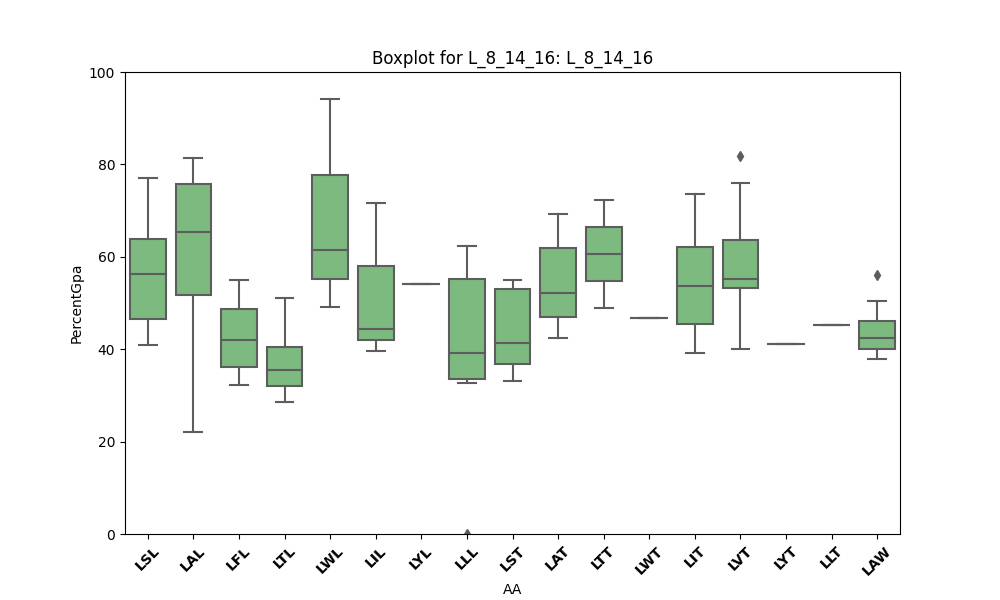 Boxplot for L_8_14_16: L_8_14_16
100
80
60
40
20
0
PercentGpa
LSL
LAL
LFL
LTL
LWL
LIL
LYL
LLL
LST
LAT
LTT
LWT
LIT
LVT
LYT
LLT
LAW
AA